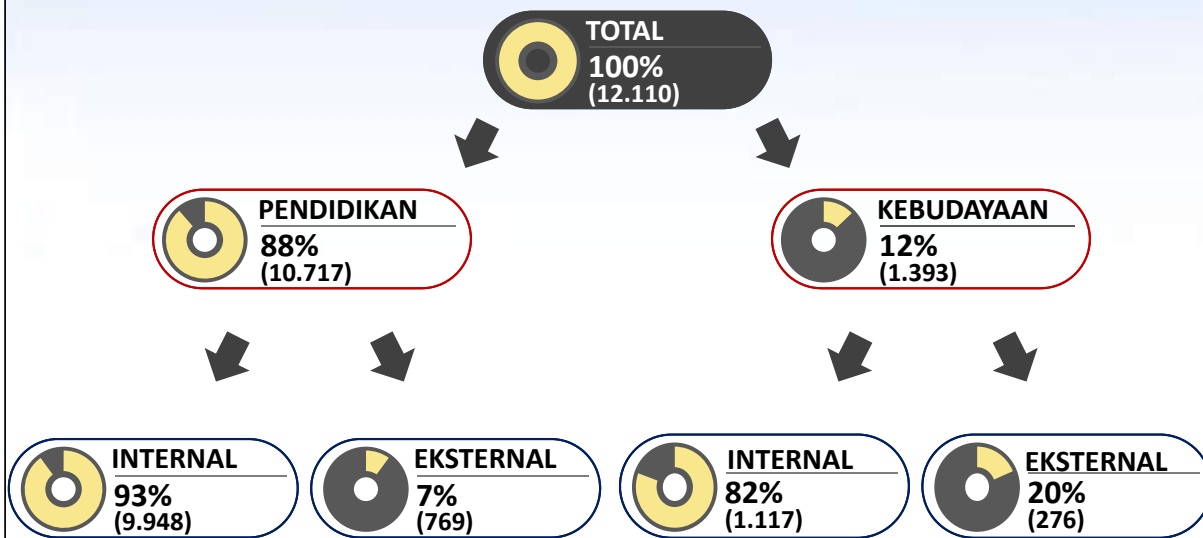 TOTAL
100%
(12.110)
PENDIDIKAN
88%
(10.717)
KEBUDAYAAN
12%
(1.393)
INTERNAL
93%
(9.948)
EKSTERNAL
7%
(769)
INTERNAL
82%
(1.117)
EKSTERNAL
20%
(276)